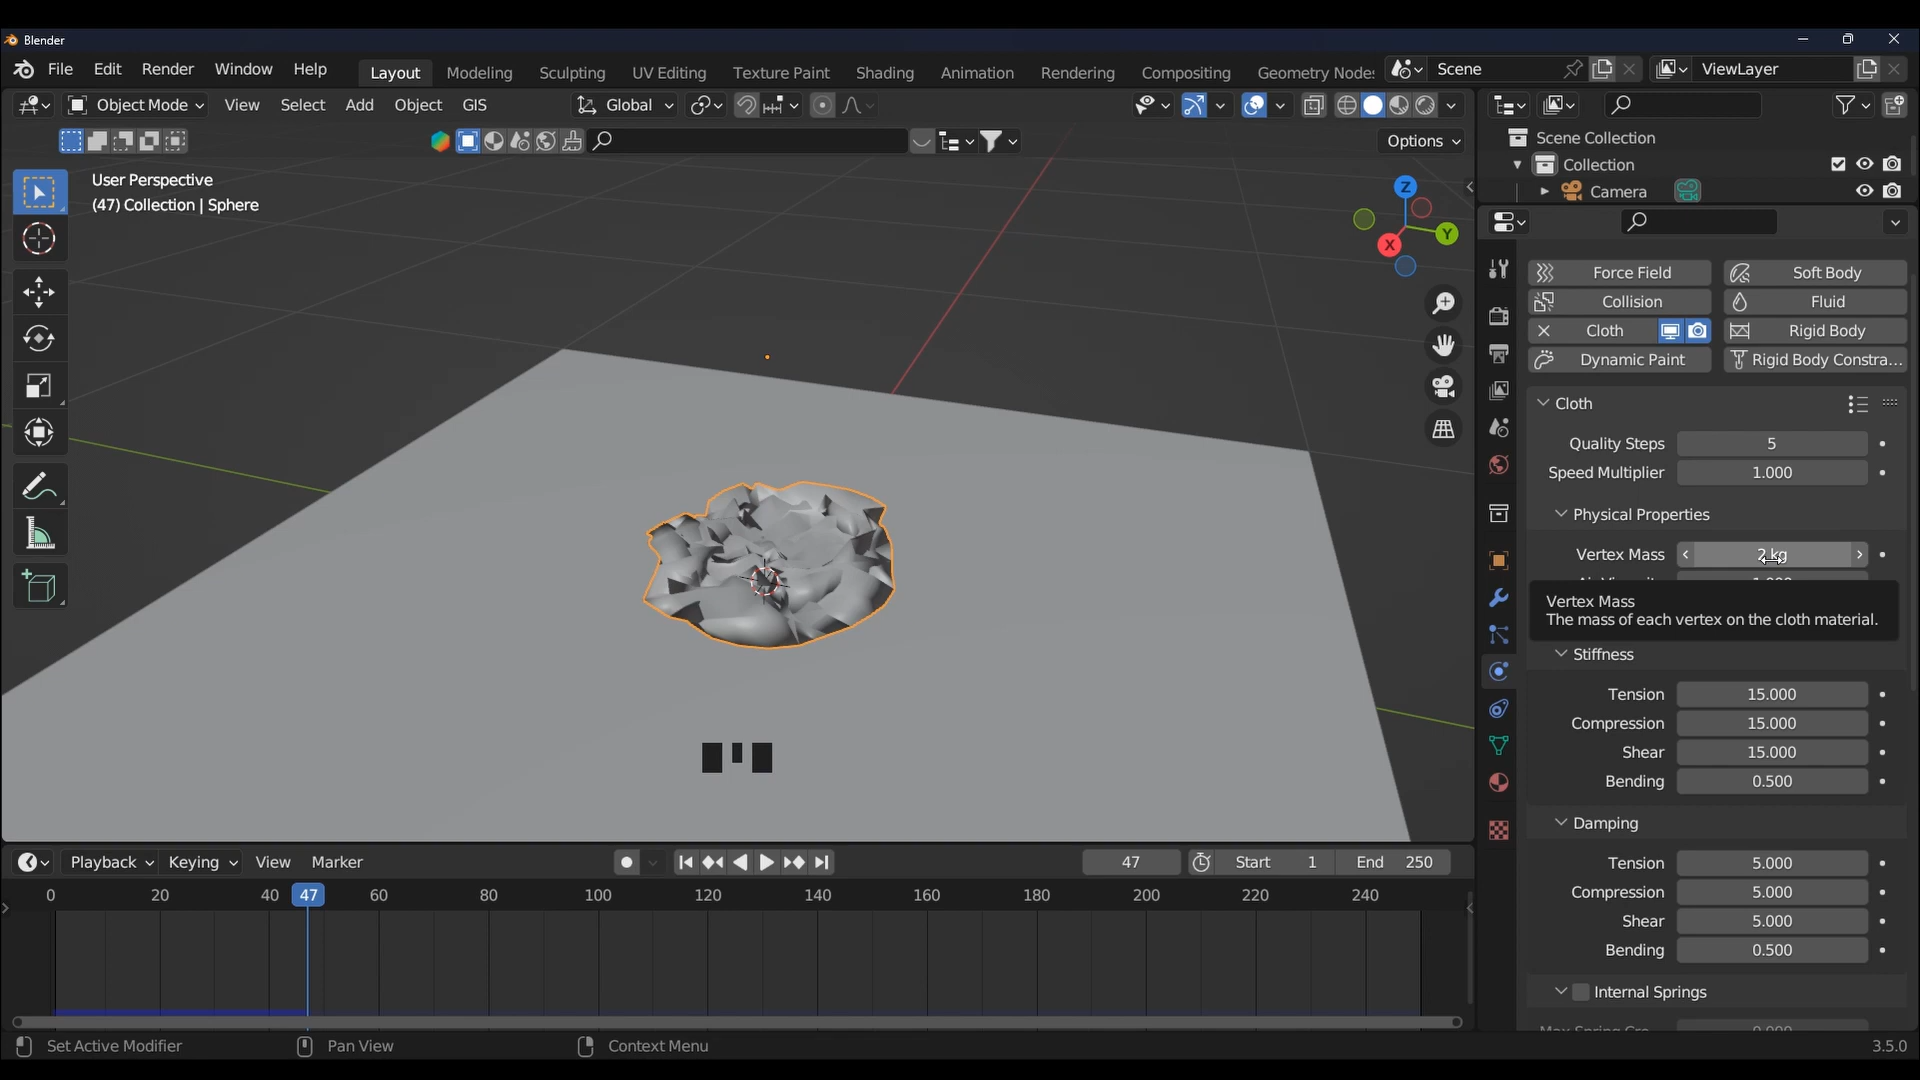 Blender
File Edit Render Window Help Layout Modeling Sculpting UV Editing Texture Paint Shading Animation Rendering Compositing Geometry Nodes Scene ViewLayer
Object Mode View Select Add Object GIS Global
Options
User Perspective
(47) Collection | Sphere
Z
Y
X
Scene Collection
Collection
Camera
Force Field Soft Body
Collision Fluid
Cloth Rigid Body
Dynamic Paint Rigid Body Constra...
Cloth
Quality Steps 5
Speed Multiplier 1.000
Physical Properties
Vertex Mass 2 kg
Vertex Mass
The mass of each vertex on the cloth material.
Stiffness
Tension 15.000
Compression 15.000
Shear 15.000
Bending 0.500
Damping
Tension 5.000
Compression 5.000
Shear 5.000
Bending 0.500
Internal Springs
Playback Keying View Marker 47 Start 1 End 250
0 20 40 47 60 80 100 120 140 160 180 200 220 240
Set Active Modifier Pan View Context Menu 3.5.0